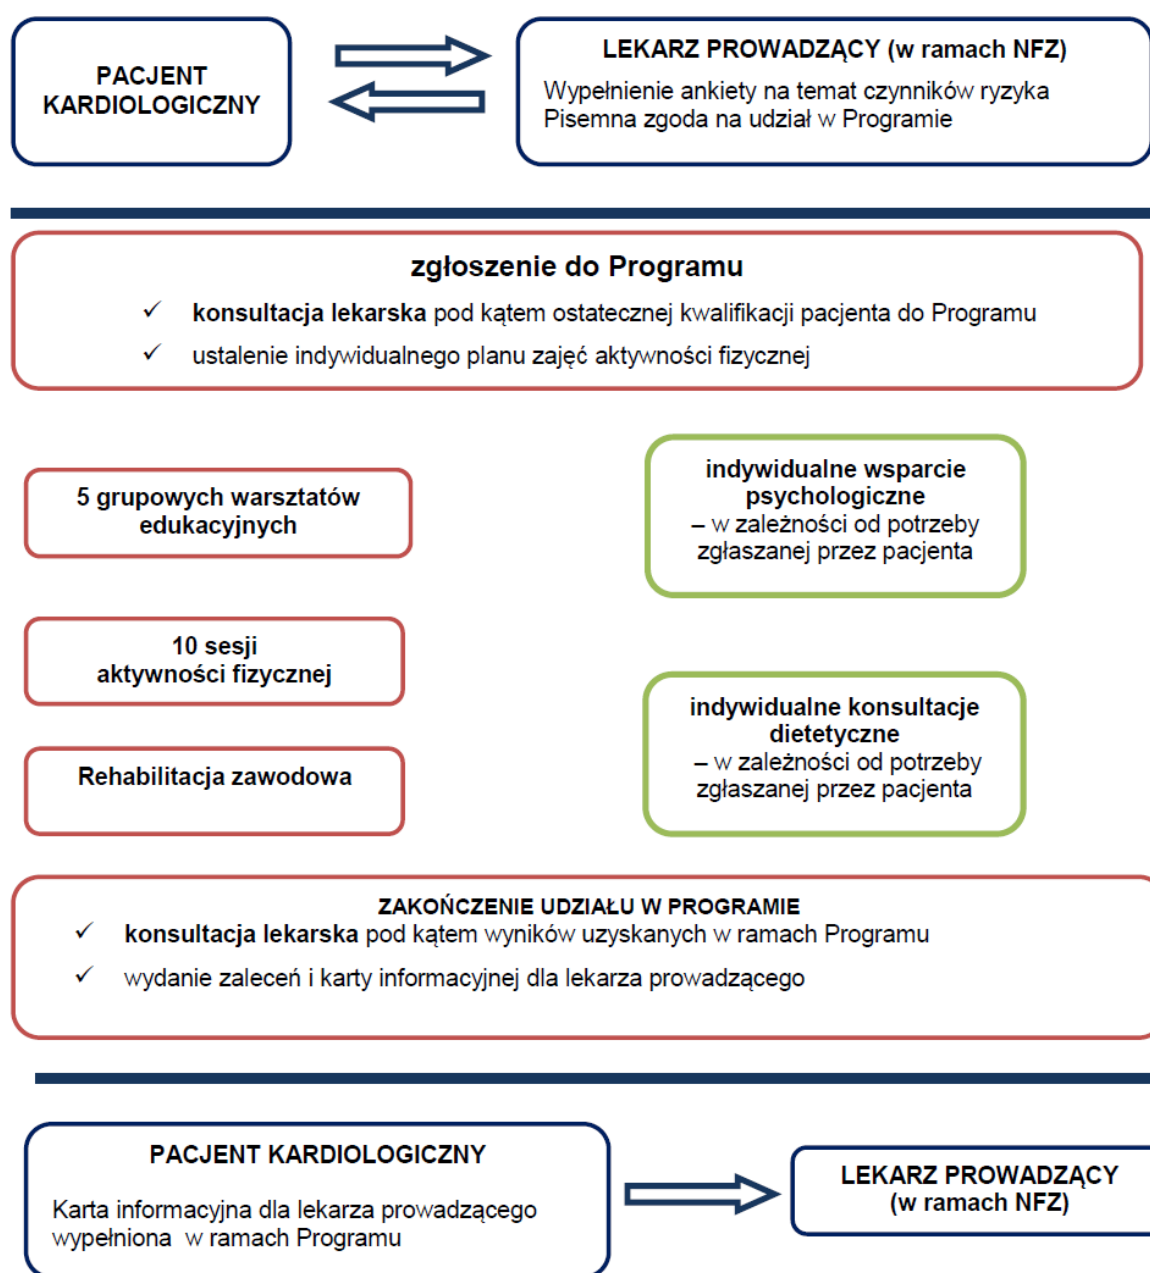 PACJENT
KARDIOLOGICZNY
LEKARZ PROWADZĄCY (w ramach NFZ)
Wypełnienie ankiety na temat czynników ryzyka
Pisemna zgoda na udział w Programie
zgłoszenie do Programu
✓ konsultacja lekarska pod kątem ostatecznej kwalifikacji pacjenta do Programu
✓ ustalenie indywidualnego planu zajęć aktywności fizycznej
5 grupowych warsztatów
edukacyjnych
indywidualne wsparcie
psychologiczne
– w zależności od potrzeby
zgłaszanej przez pacjenta
10 sesji
aktywności fizycznej
indywidualne konsultacje
dietetyczne
– w zależności od potrzeby
zgłaszanej przez pacjenta
Rehabilitacja zawodowa
ZAKOŃCZENIE UDZIAŁU W PROGRAMIE
✓ konsultacja lekarska pod kątem wyników uzyskanych w ramach Programu
✓ wydanie zaleceń i karty informacyjnej dla lekarza prowadzącego
PACJENT KARDIOLOGICZNY
Karta informacyjna dla lekarza prowadzącego
wypełniona w ramach Programu
LEKARZ PROWADZĄCY
(w ramach NFZ)